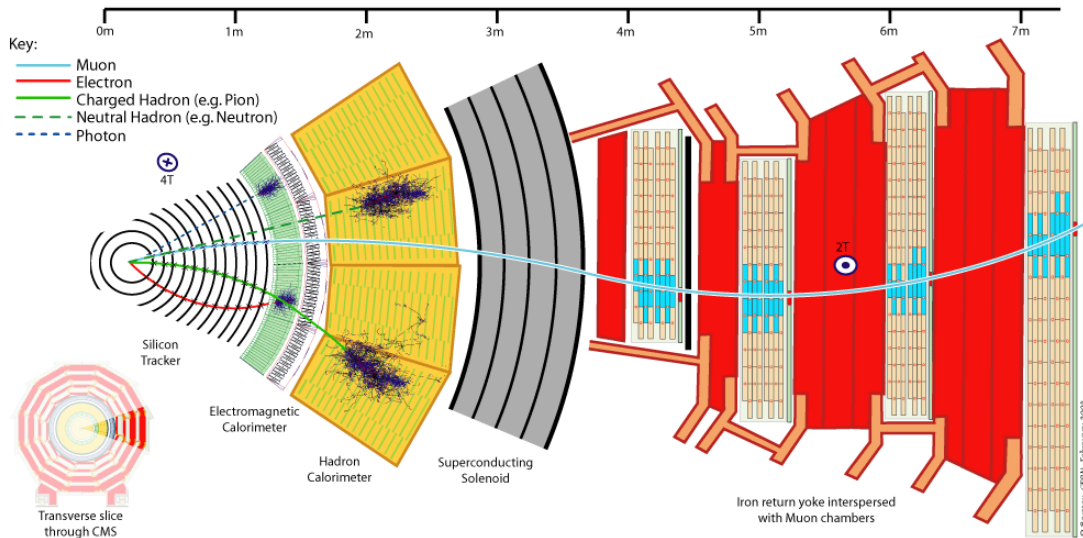 0m 1m 2m 3m 4m 5m 6m 7m
Key:
Muon
Electron
Charged Hadron (e.g. Pion)
Neutral Hadron (e.g. Neutron)
Photon
4T
2T
Silicon
Tracker
Electromagnetic
Calorimeter
Hadron
Calorimeter
Superconducting
Solenoid
Iron return yoke interspersed
with Muon chambers
Transverse slice
through CMS